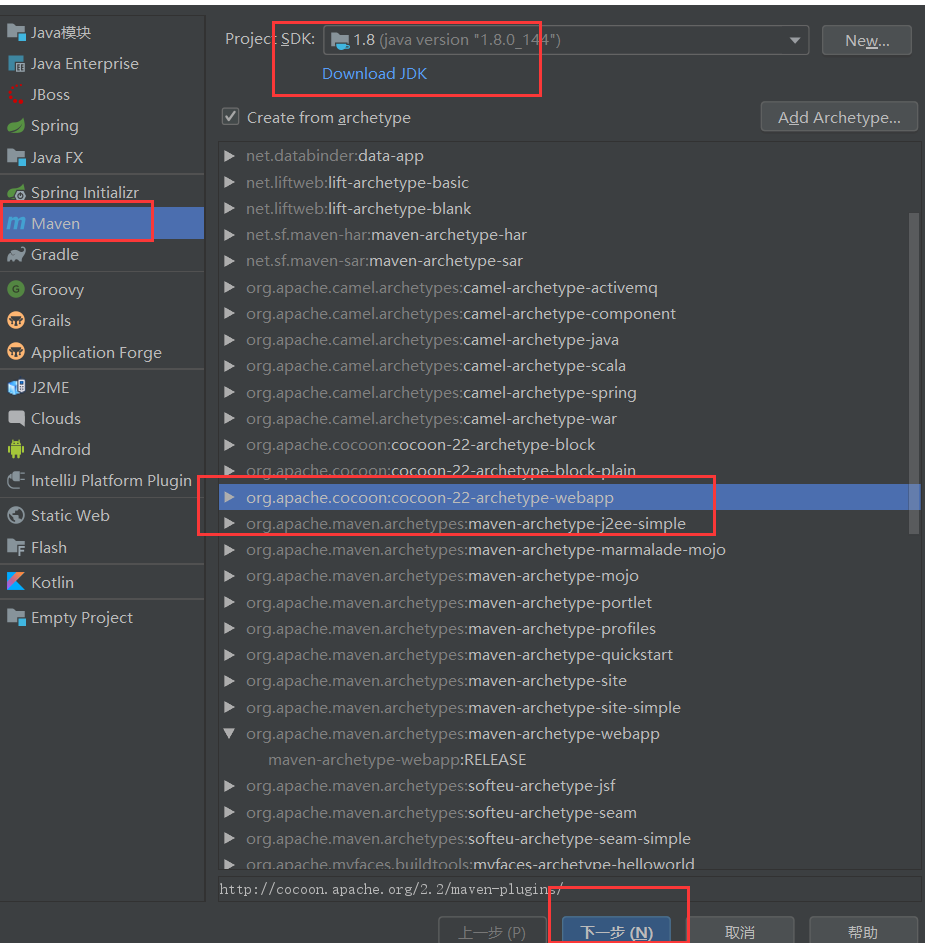 Java模块
Java Enterprise
JBoss
Spring
Java FX
Spring Initializr
Maven
Gradle
Groovy
Grails
Application Forge
J2ME
Clouds
Android
IntelliJ Platform Plugin
Static Web
Flash
Kotlin
Empty Project
Project SDK: 1.8 (java version "1.8.0_144") New...
Download JDK
Create from archetype Add Archetype...
net.databinder:data-app
net.liftweb:lift-archetype-basic
net.liftweb:lift-archetype-blank
net.sf.maven-har:maven-archetype-har
net.sf.maven-sar:maven-archetype-sar
org.apache.camel.archetypes:camel-archetype-activemq
org.apache.camel.archetypes:camel-archetype-component
org.apache.camel.archetypes:camel-archetype-java
org.apache.camel.archetypes:camel-archetype-scala
org.apache.camel.archetypes:camel-archetype-spring
org.apache.camel.archetypes:camel-archetype-war
org.apache.cocoon:cocoon-22-archetype-block
org.apache.cocoon:cocoon-22-archetype-block-plain
org.apache.cocoon:cocoon-22-archetype-webapp
org.apache.maven.archetypes:maven-archetype-j2ee-simple
org.apache.maven.archetypes:maven-archetype-marmalade-mojo
org.apache.maven.archetypes:maven-archetype-mojo
org.apache.maven.archetypes:maven-archetype-portlet
org.apache.maven.archetypes:maven-archetype-profiles
org.apache.maven.archetypes:maven-archetype-quickstart
org.apache.maven.archetypes:maven-archetype-site
org.apache.maven.archetypes:maven-archetype-site-simple
org.apache.maven.archetypes:maven-archetype-webapp
maven-archetype-webapp:RELEASE
org.apache.maven.archetypes:softeu-archetype-jsf
org.apache.maven.archetypes:softeu-archetype-seam
org.apache.maven.archetypes:softeu-archetype-seam-simple
org.apache.myfaces.buildtools:myfaces-archetype-helloworld
http://cocoon.apache.org/2.2/maven-plugins/
上一步 (P) 下一步 (N) 取消 帮助